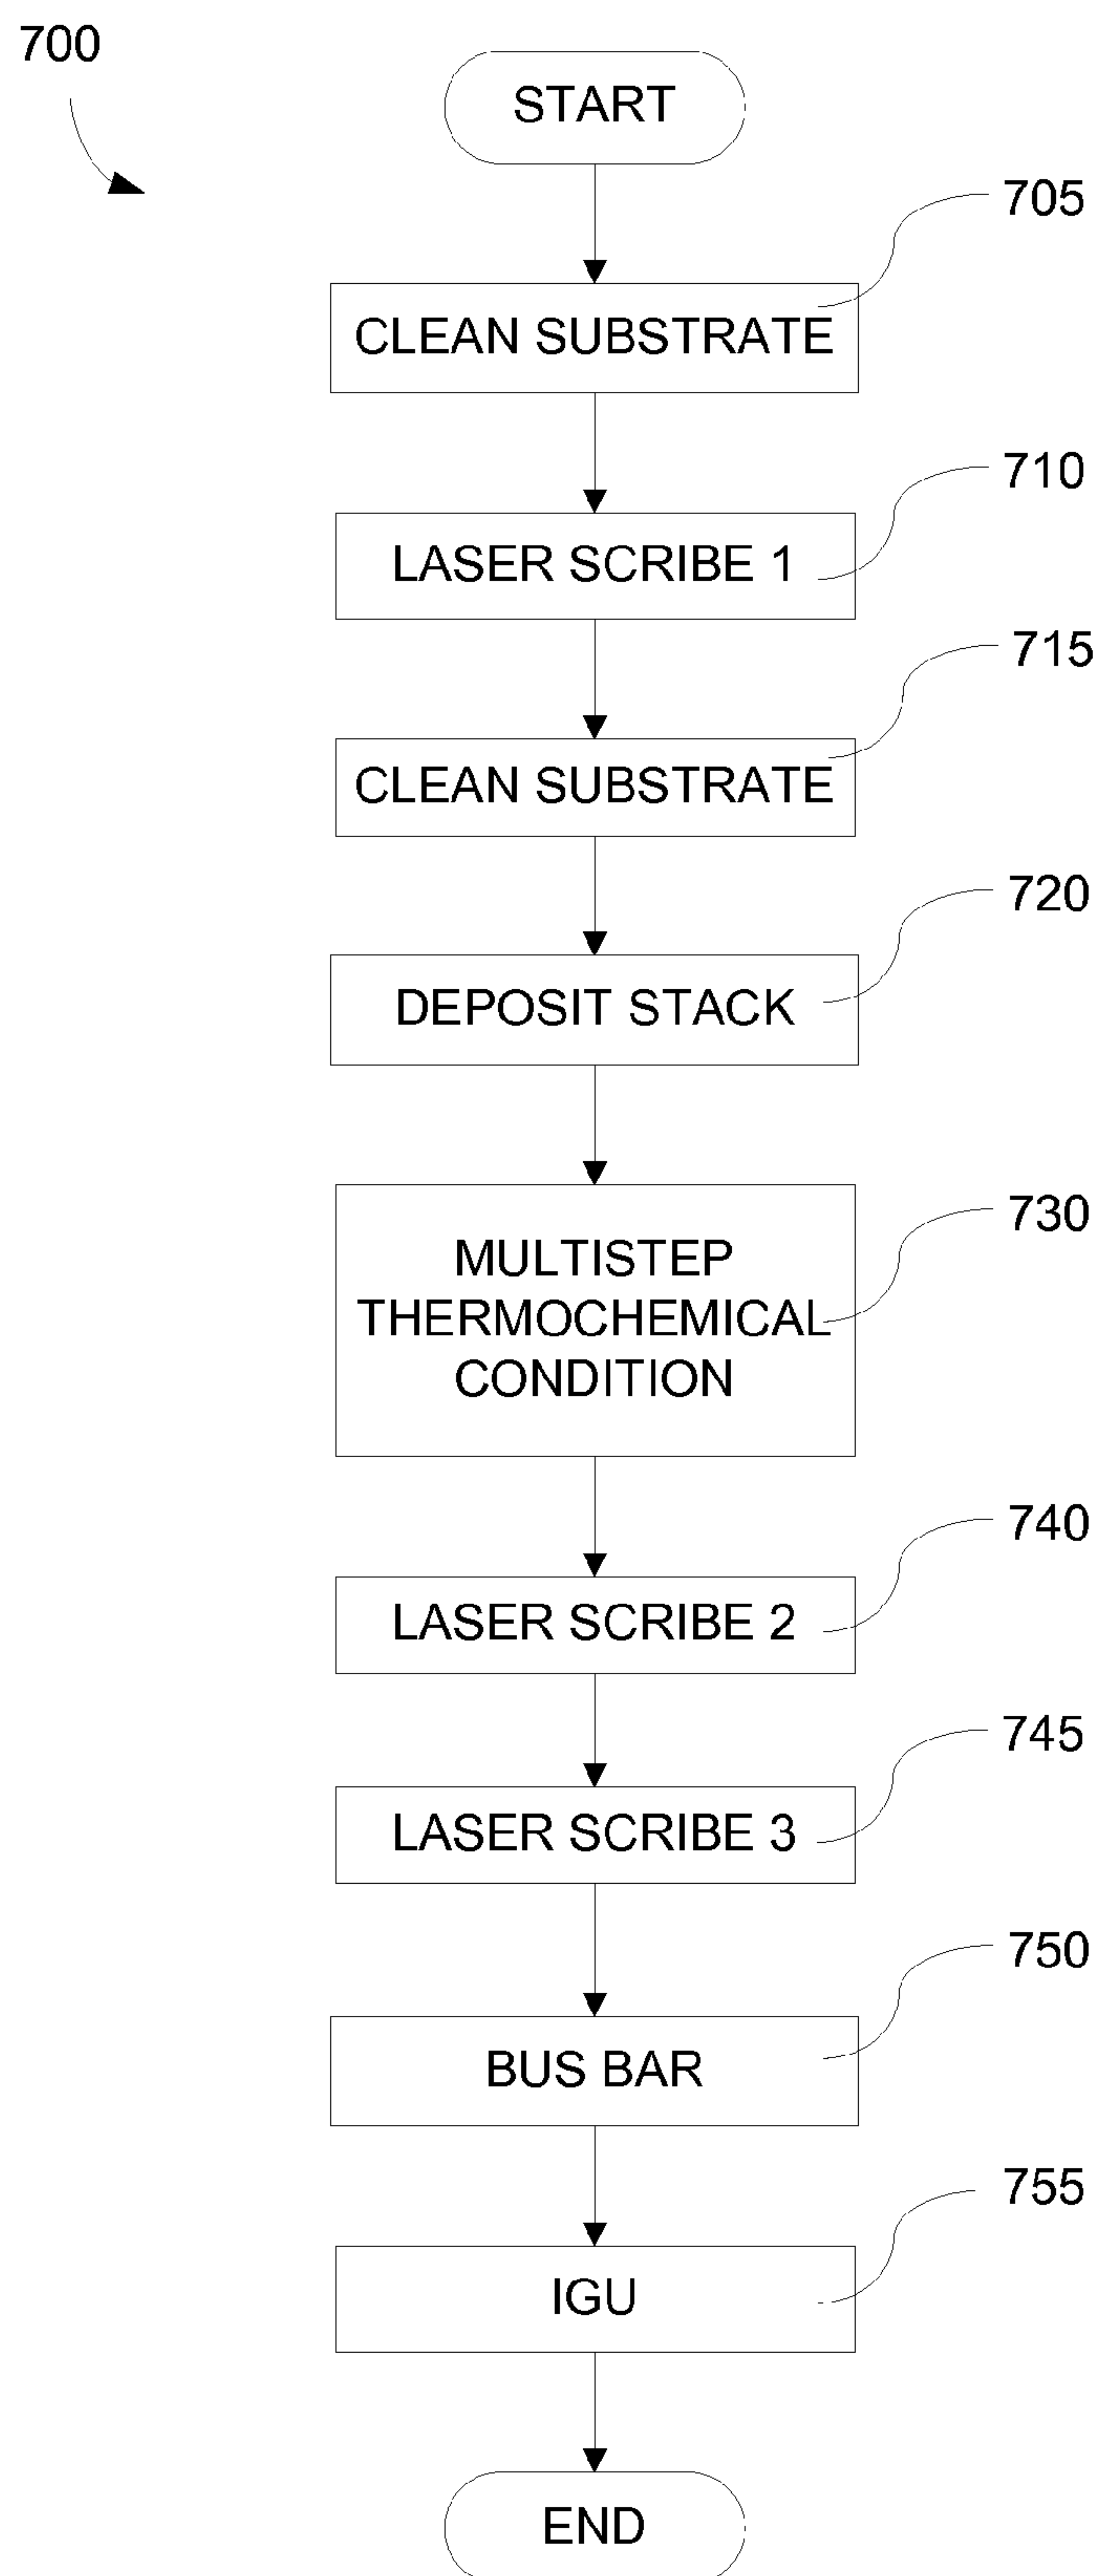 700
START
705
CLEAN SUBSTRATE
710
LASER SCRIBE 1
715
CLEAN SUBSTRATE
720
DEPOSIT STACK
730
MULTISTEP
THERMOCHEMICAL
CONDITION
740
LASER SCRIBE 2
745
LASER SCRIBE 3
750
BUS BAR
755
IGU
END